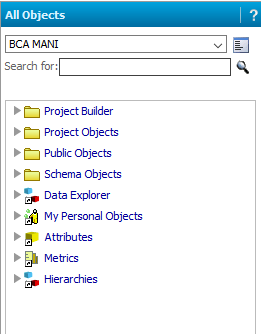 All Objects ?
BCA MANI
Search for:
Project Builder
Project Objects
Public Objects
Schema Objects
Data Explorer
My Personal Objects
Attributes
Metrics
Hierarchies